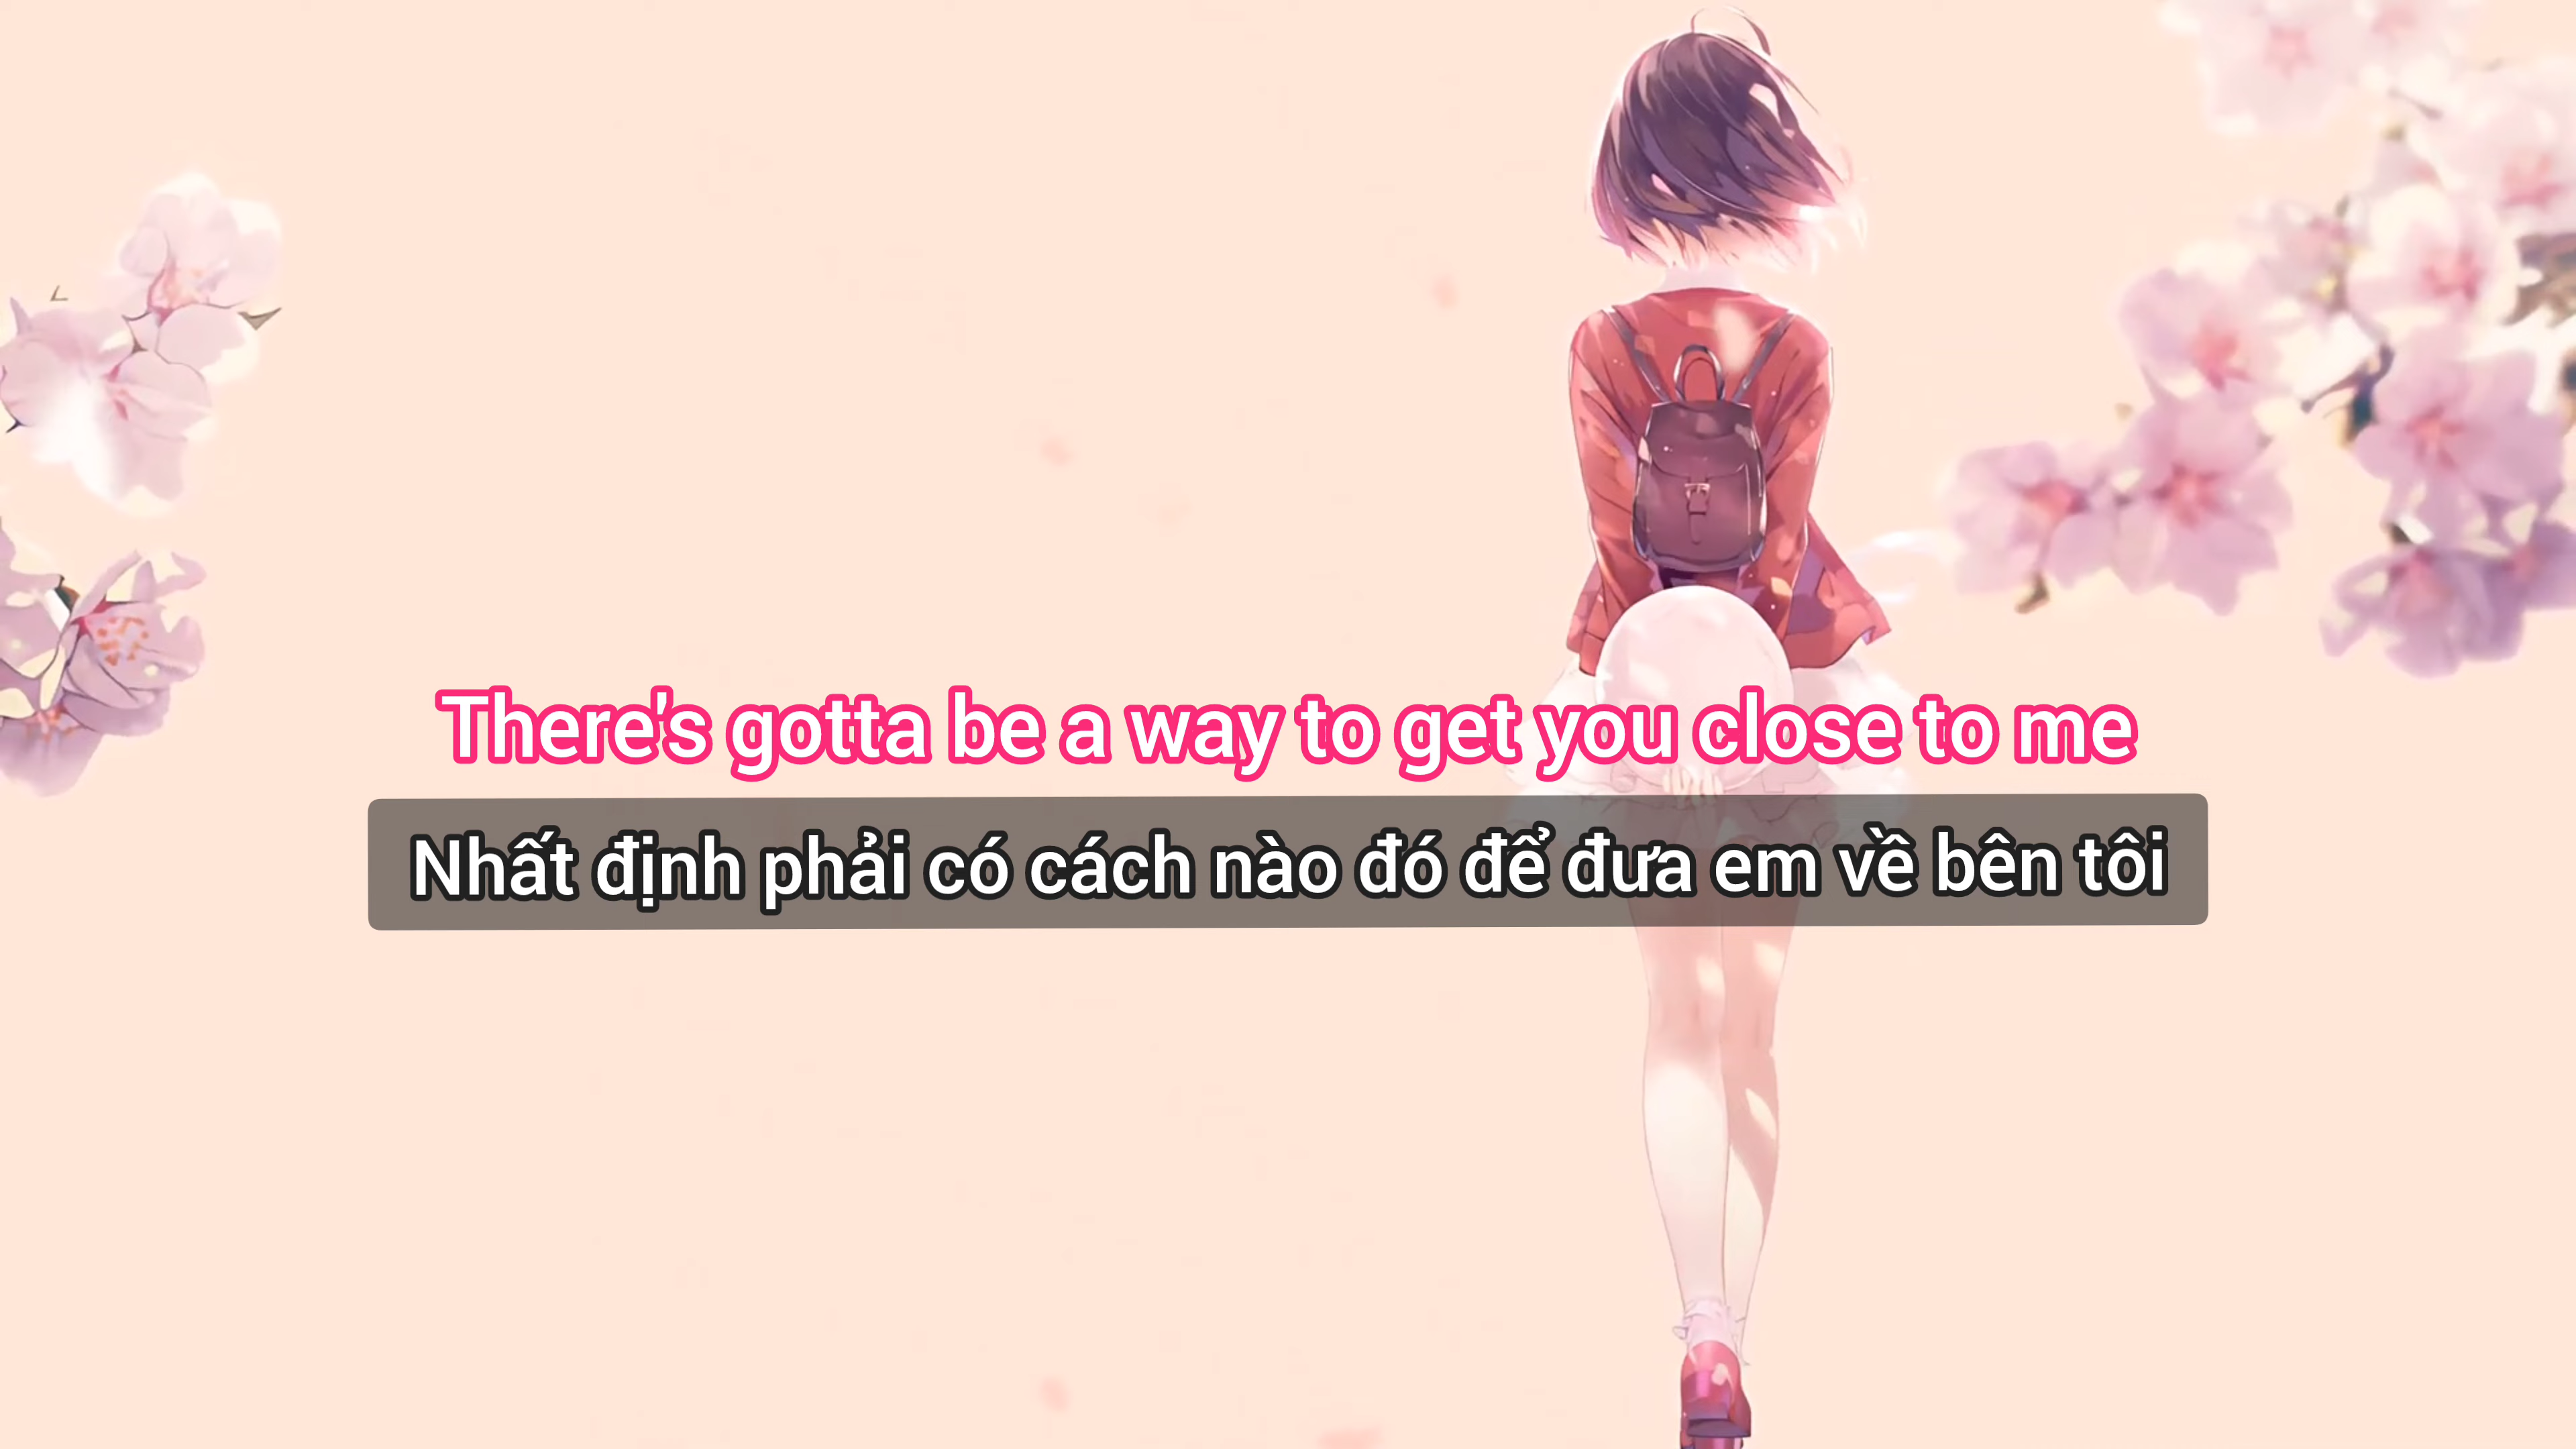 There's gotta be a way to get you close to me
Nhất định phải có cách nào đó để đưa em về bên tôi